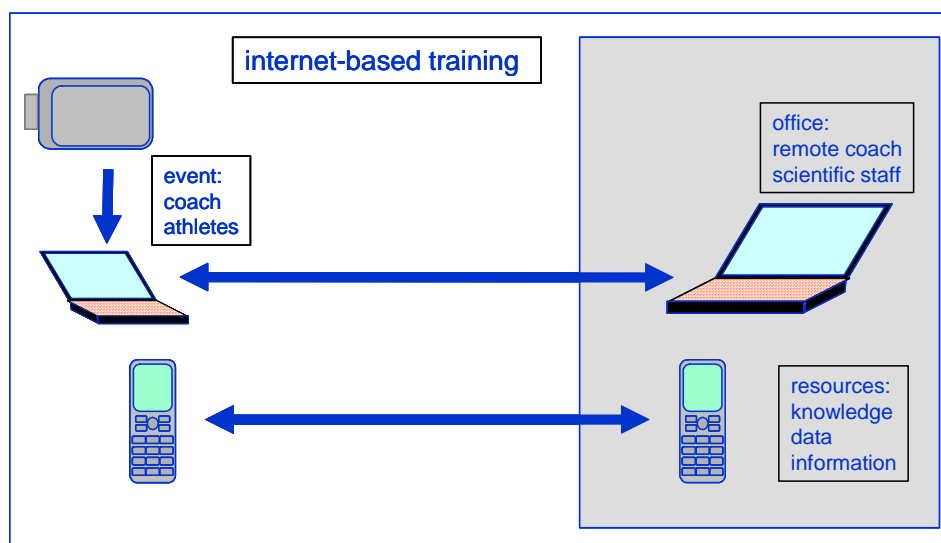 internet-based training
event:
coach
athletes
office:
remote coach
scientific staff
resources:
knowledge
data
information